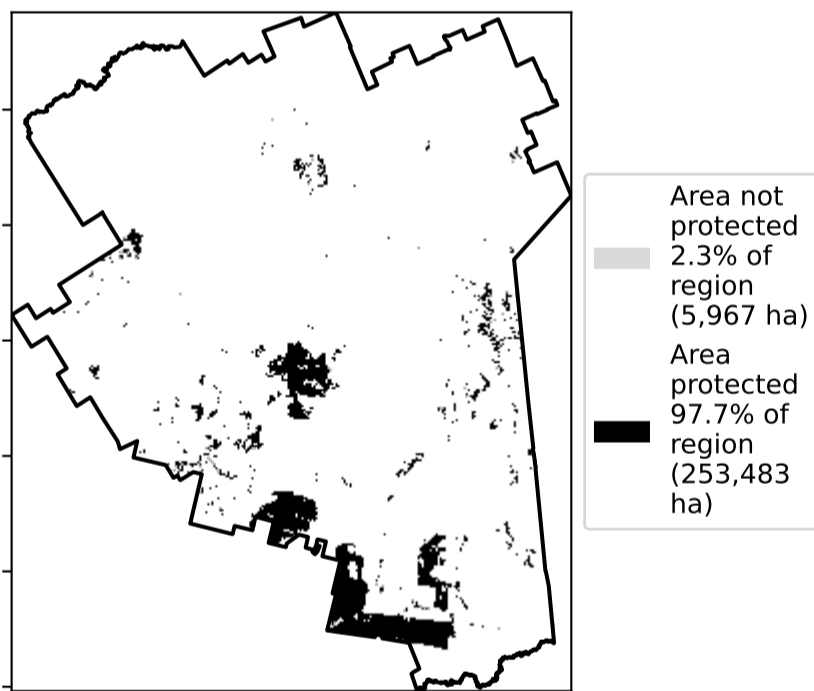 Area not
protected
2.3% of
region
(5,967 ha)
Area
protected
97.7% of
region
(253,483
ha)